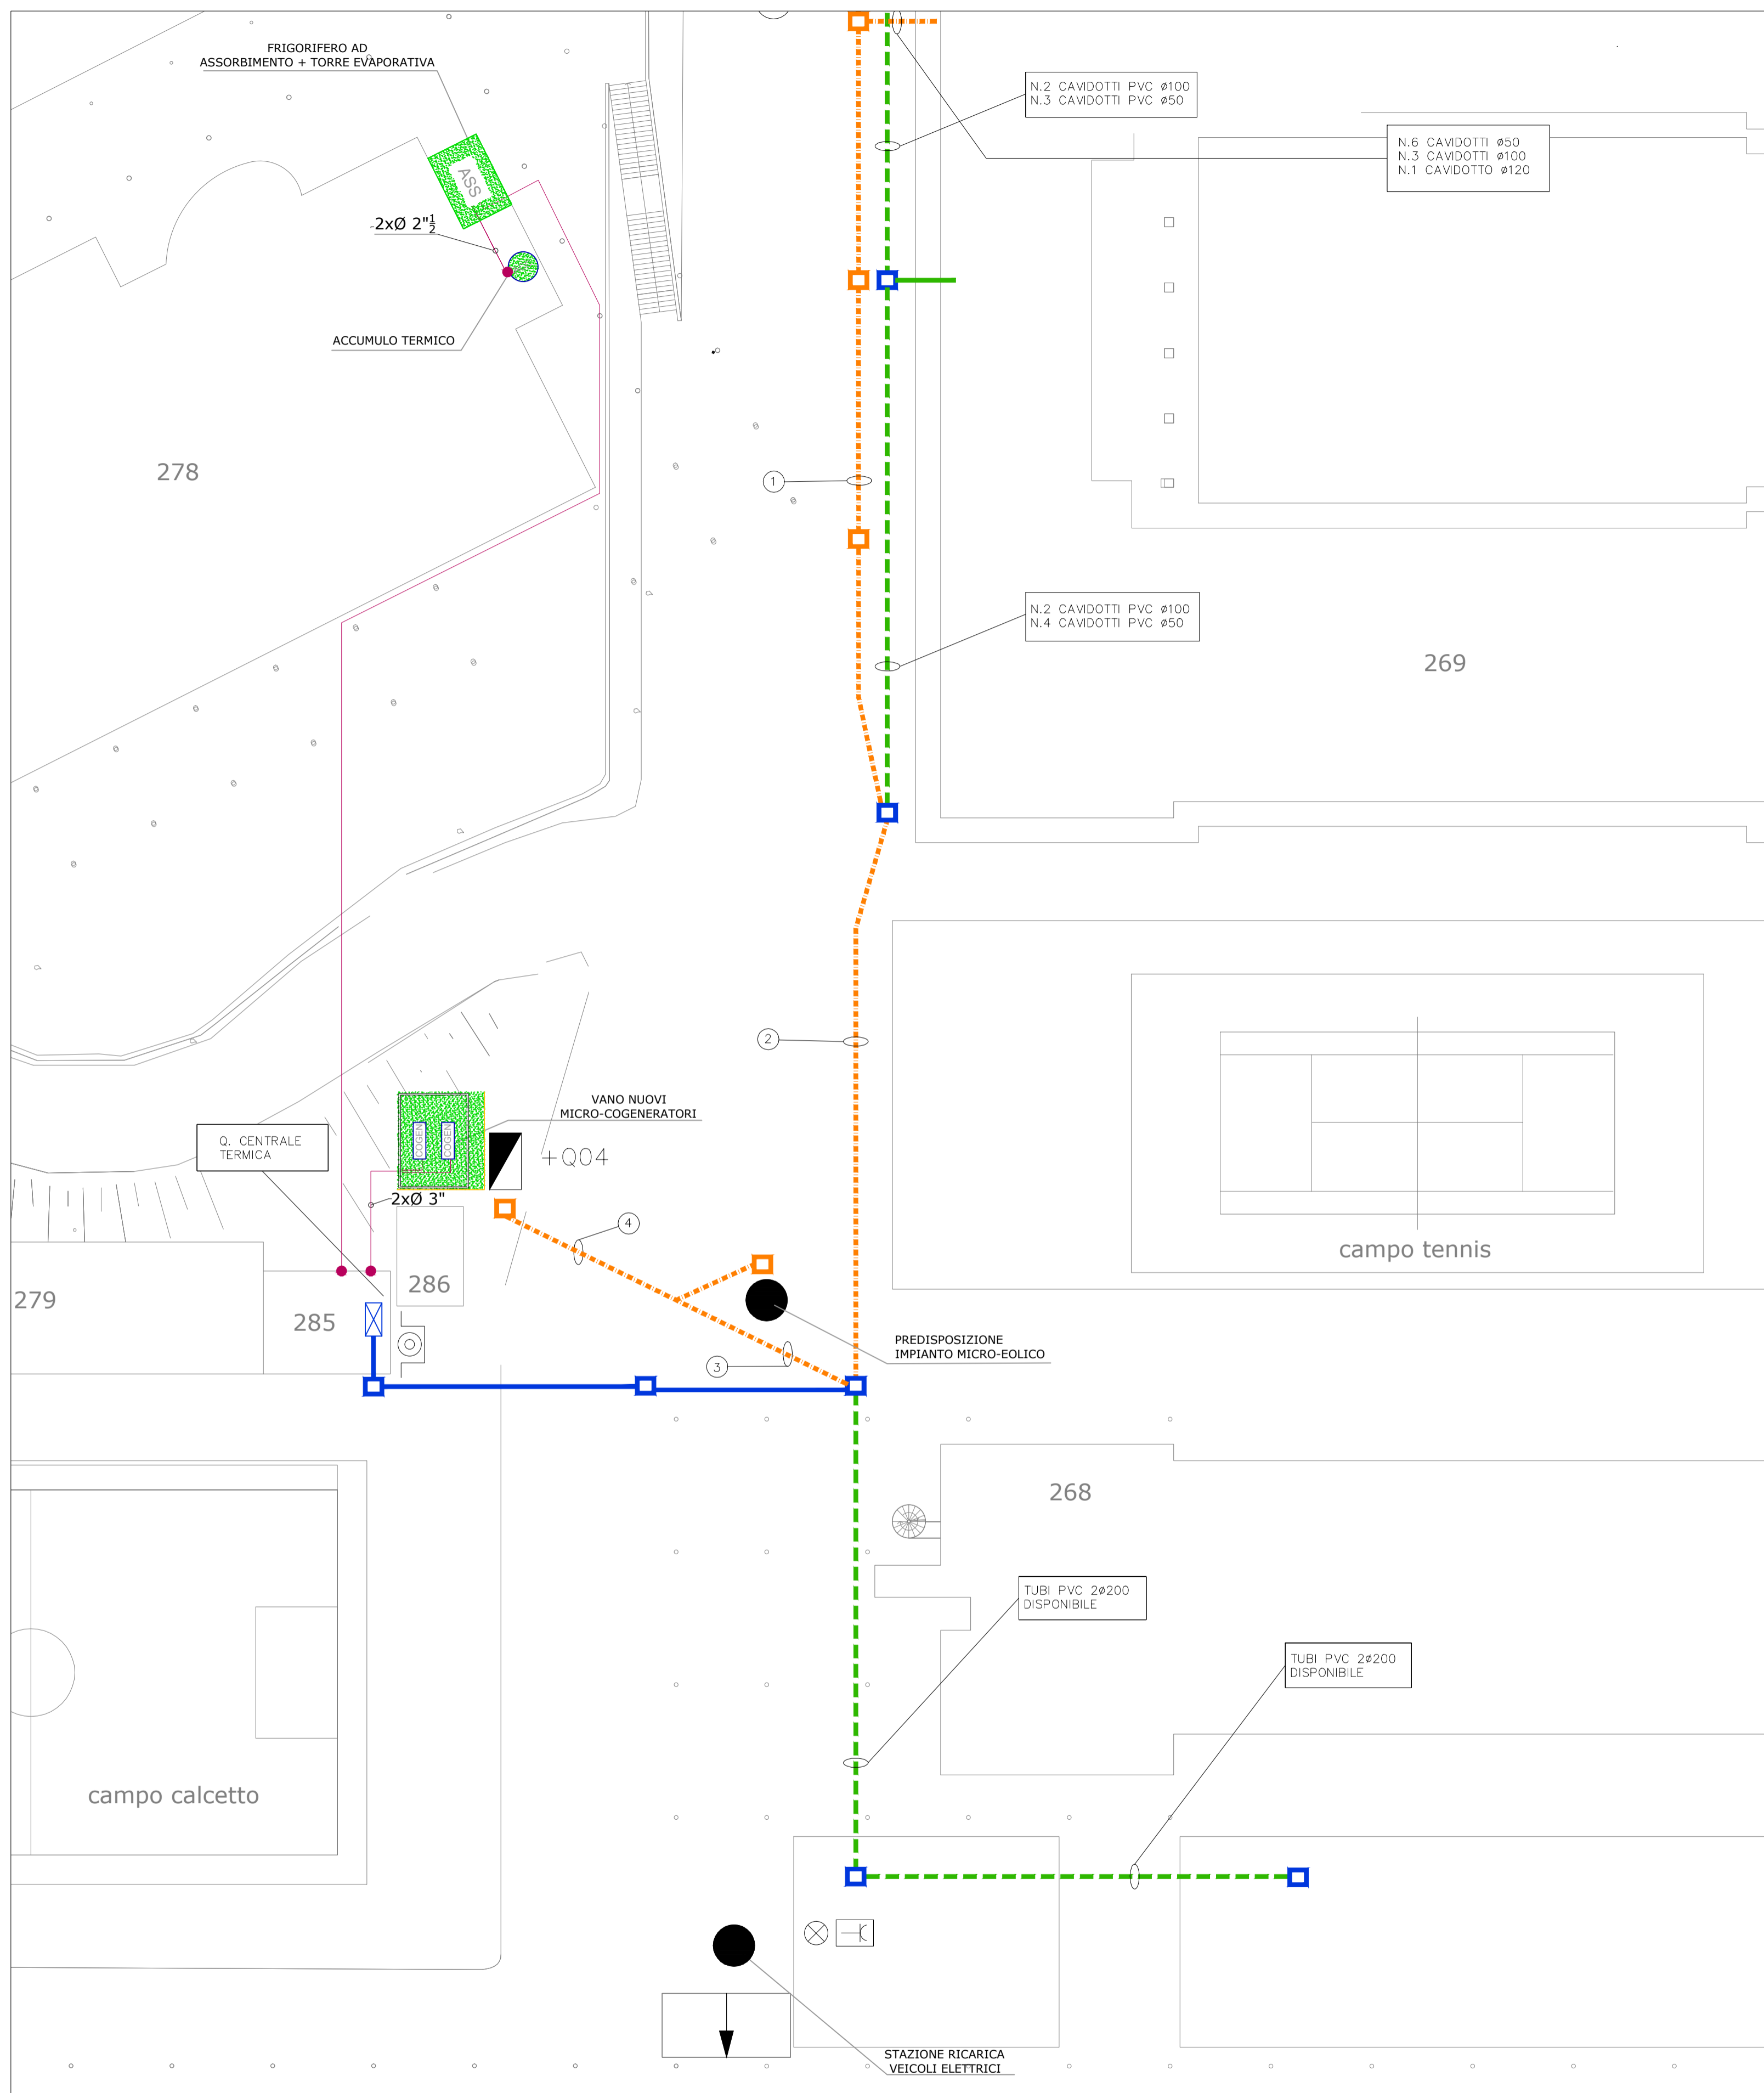 FRIGORIFERO AD
ASSORBIMENTO + TORRE EVAPORATIVA
N.2 CAVIDOTTI PVC ø100
N.3 CAVIDOTTI PVC ø50
N.6 CAVIDOTTI ø50
N.3 CAVIDOTTI ø100
N.1 CAVIDOTTO ø120
ASS
2xØ 2"½
ACCUMULO TERMICO
278
1
N.2 CAVIDOTTI PVC ø100
N.4 CAVIDOTTI PVC ø50
269
2
VANO NUOVI
MICRO-COGENERATORI
Q. CENTRALE
TERMICA
COGEN
COGEN
+Q04
2xØ 3"
4
campo tennis
286
279
285
PREDISPOSIZIONE
IMPIANTO MICRO-EOLICO
3
268
TUBI PVC 2ø200
DISPONIBILE
TUBI PVC 2ø200
DISPONIBILE
campo calcetto
STAZIONE RICARICA
VEICOLI ELETTRICI